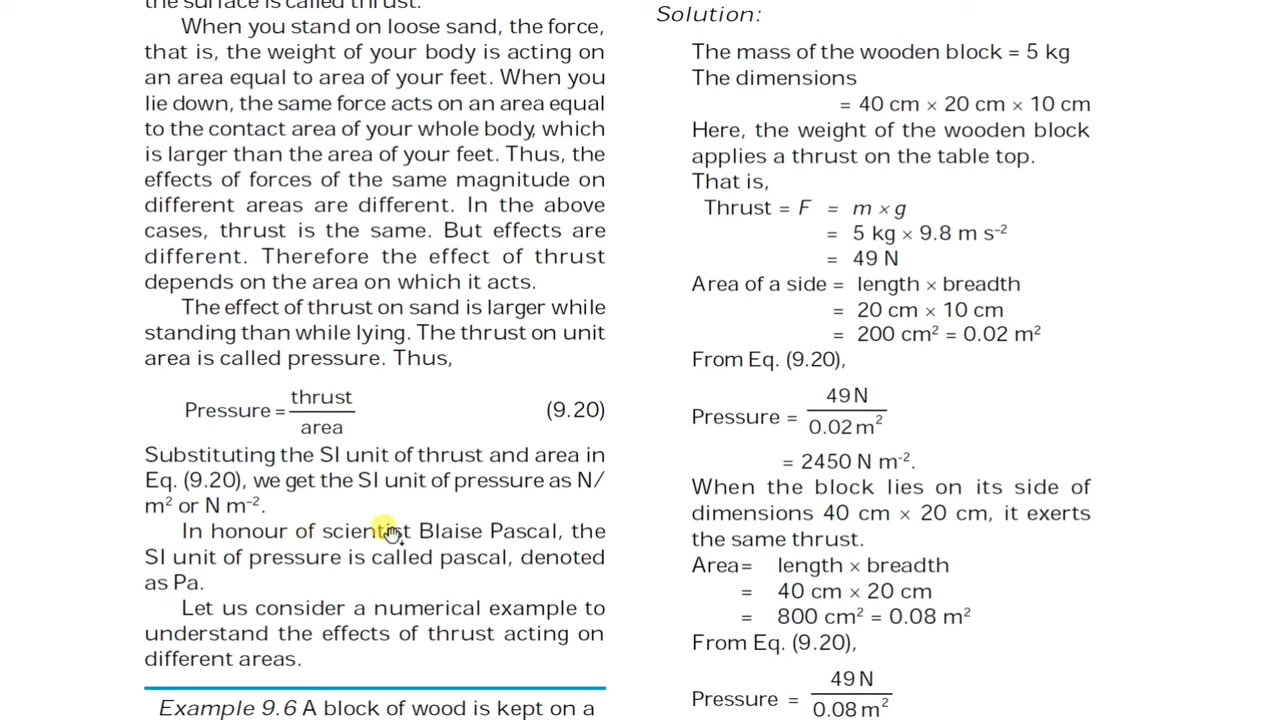 the surface is called thrust.
When you stand on loose sand, the force,
that is, the weight of your body is acting on
an area equal to area of your feet. When you
lie down, the same force acts on an area equal
to the contact area of your whole body, which
is larger than the area of your feet. Thus, the
effects of forces of the same magnitude on
different areas are different. In the above
cases, thrust is the same. But effects are
different. Therefore the effect of thrust
depends on the area on which it acts.
The effect of thrust on sand is larger while
standing than while lying. The thrust on unit
area is called pressure. Thus,
Pressure = thrust / area (9.20)
Substituting the SI unit of thrust and area in
Eq. (9.20), we get the SI unit of pressure as N/
m² or N m⁻².
In honour of scientist Blaise Pascal, the
SI unit of pressure is called pascal, denoted
as Pa.
Let us consider a numerical example to
understand the effects of thrust acting on
different areas.
Example 9.6 A block of wood is kept on a
Solution:
The mass of the wooden block = 5 kg
The dimensions
= 40 cm × 20 cm × 10 cm
Here, the weight of the wooden block
applies a thrust on the table top.
That is,
Thrust = F = m × g
= 5 kg × 9.8 m s⁻²
= 49 N
Area of a side = length × breadth
= 20 cm × 10 cm
= 200 cm² = 0.02 m²
From Eq. (9.20),
Pressure = 49 N / 0.02 m²
= 2450 N m⁻².
When the block lies on its side of
dimensions 40 cm × 20 cm, it exerts
the same thrust.
Area= length × breadth
= 40 cm × 20 cm
= 800 cm² = 0.08 m²
From Eq. (9.20),
Pressure = 49 N / 0.08 m²